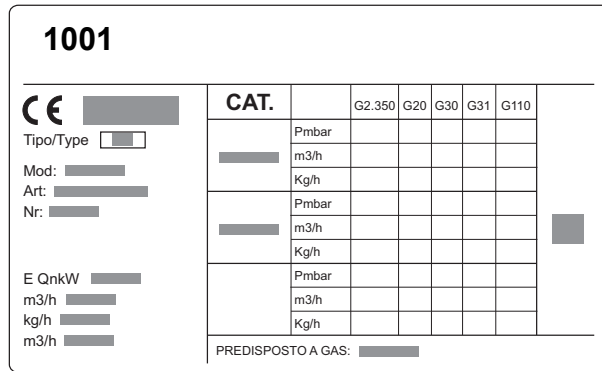 1001
CE
Tipo/Type
Mod:
Art:
Nr:
E QnkW
m3/h
kg/h
m3/h
CAT. G2.350 G20 G30 G31 G110
Pmbar
m3/h
Kg/h
Pmbar
m3/h
Kg/h
Pmbar
m3/h
Kg/h
PREDISPOSTO A GAS: